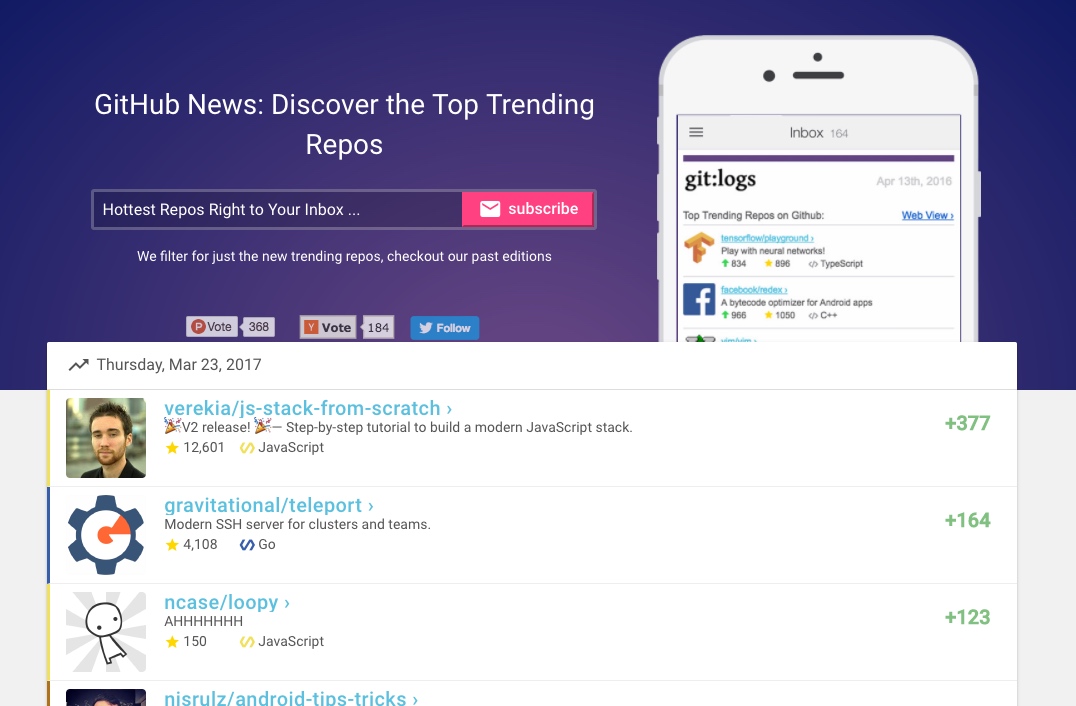 GitHub News: Discover the Top Trending
Repos
Hottest Repos Right to Your Inbox ...
subscribe
We filter for just the new trending repos, checkout our past editions
P Vote 368
Y Vote 184
Follow
Inbox 164
git:logs
Apr 13th, 2016
Top Trending Repos on Github:
Web View ›
tensorflow/playground ›
Play with neural networks!
834 896 </> TypeScript
facebook/redex ›
A bytecode optimizer for Android apps
966 1050 </> C++
Thursday, Mar 23, 2017
verekia/js-stack-from-scratch ›
🎉V2 release! 🎉— Step-by-step tutorial to build a modern JavaScript stack.
12,601 JavaScript
+377
gravitational/teleport ›
Modern SSH server for clusters and teams.
4,108 Go
+164
ncase/loopy ›
AHHHHHHH
150 JavaScript
+123
nisrulz/android-tips-tricks ›